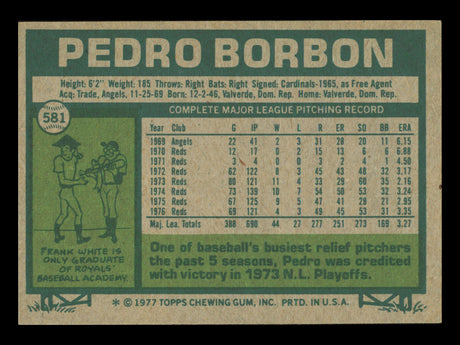 PEDRO BORBON
Height: 6'2" Weight: 185 Throws: Right Bats: Right Signed: Cardinals-1965, as Free Agent
Acq: Trade, Angels, 11-25-69 Born: 12-2-46, Valverde, Dom. Rep. Home: Valverde, Dom. Rep.
581
COMPLETE MAJOR LEAGUE PITCHING RECORD
Year Club G IP W L R ER SO BB ERA
1969 Angels 22 41 2 3 31 28 20 11 6.15
1970 Reds 12 17 0 2 15 13 6 6 6.88
1971 Reds 3 4 0 0 2 2 4 1 4.50
1972 Reds 62 122 8 3 45 43 48 32 3.17
1973 Reds 80 121 11 4 33 29 60 35 2.16
1974 Reds 73 139 10 7 54 50 53 32 3.24
1975 Reds 67 125 9 5 47 41 29 21 2.95
1976 Reds 69 121 4 3 49 45 53 31 3.35
Maj. Lea. Totals 388 690 44 27 277 251 273 169 3.27
FRANK WHITE IS
ONLY GRADUATE
OF ROYALS'
BASEBALL ACADEMY.
One of baseball's busiest relief pitchers
the past 5 seasons, Pedro was credited
with victory in 1973 N.L. Playoffs.
* © 1977 TOPPS CHEWING GUM, INC. PRTD. IN U.S.A.